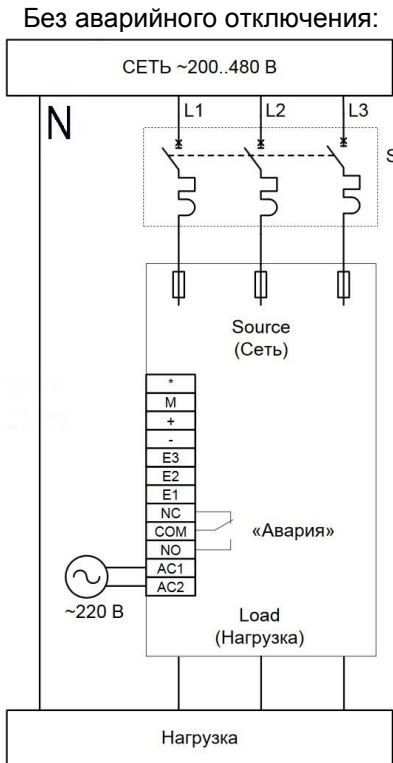 Без аварийного отключения:
СЕТЬ ~200..480 В
N
L1
L2
L3
S
Source
(Сеть)
*
M
+
-
E3
E2
E1
NC
COM
NO
AC1
AC2
«Авария»
~220 В
Load
(Нагрузка)
Нагрузка